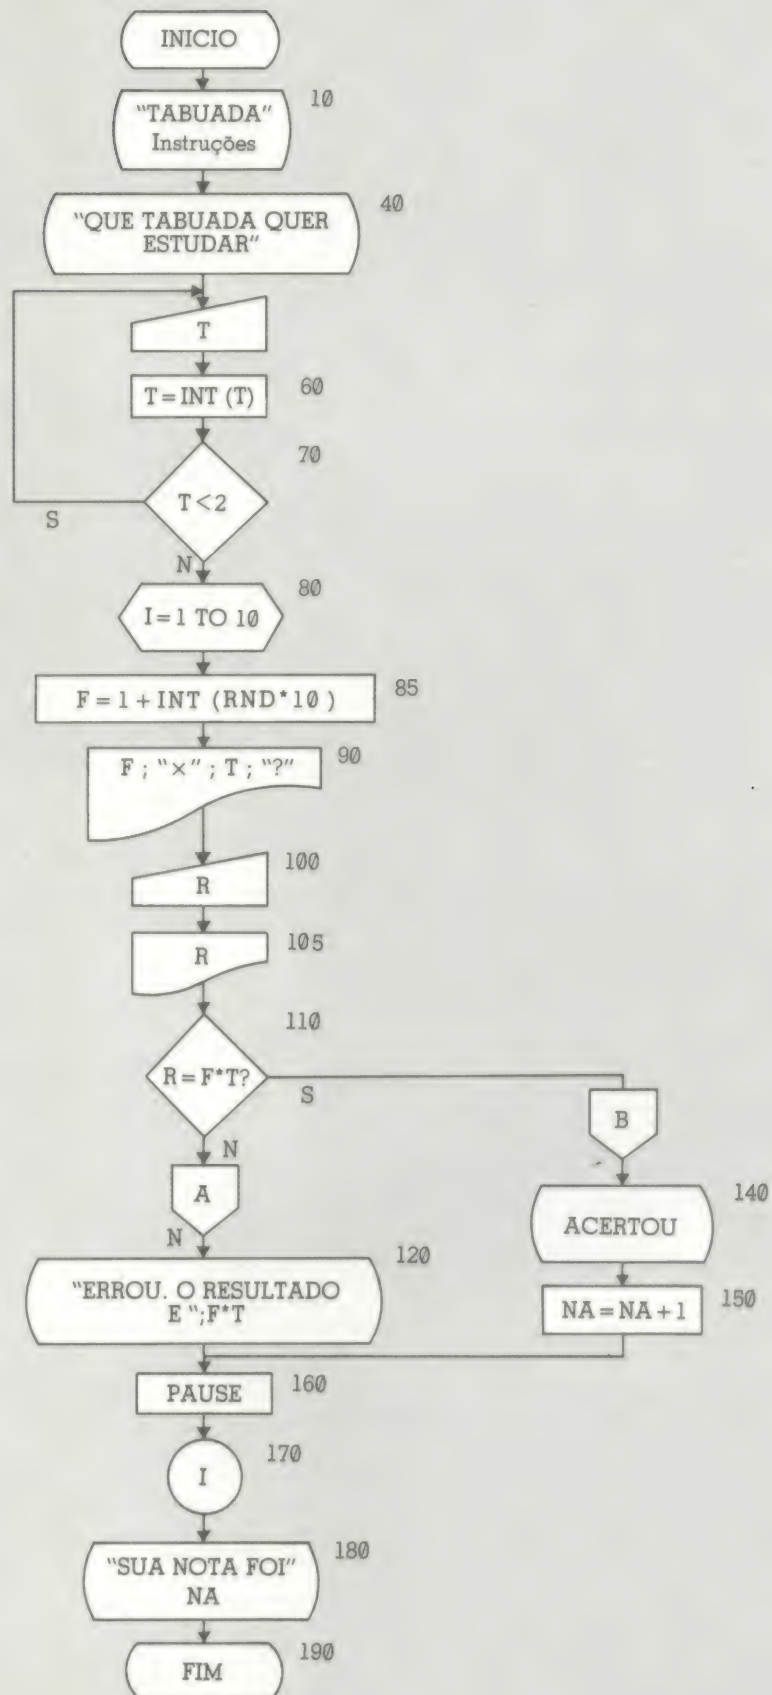 INICIO
10
"TABUADA"
Instruções
40
"QUE TABUADA QUER
ESTUDAR"
T
60
T=INT (T)
70
T<2
S
N
80
I=1 TO 10
85
F=1+INT (RND*10)
90
F ; "×" ; T ; "?"
100
R
105
R
110
R=F*T?
S
N
B
A
N
140
ACERTOU
120
"ERROU. O RESULTADO
E ";F*T
150
NA=NA+1
160
PAUSE
170
I
180
"SUA NOTA FOI"
NA
190
FIM